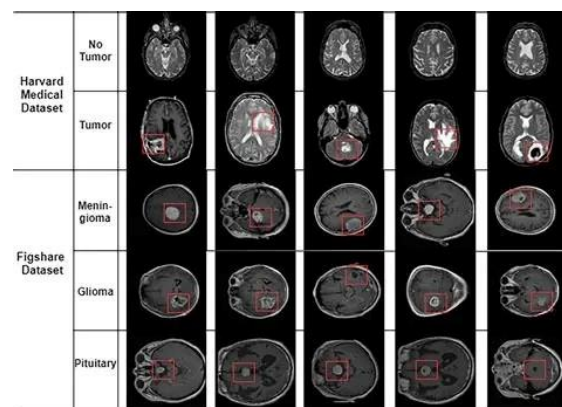 Harvard
Medical
Dataset
No
Tumor
Tumor
Figshare
Dataset
Menin-
gioma
Glioma
Pituitary